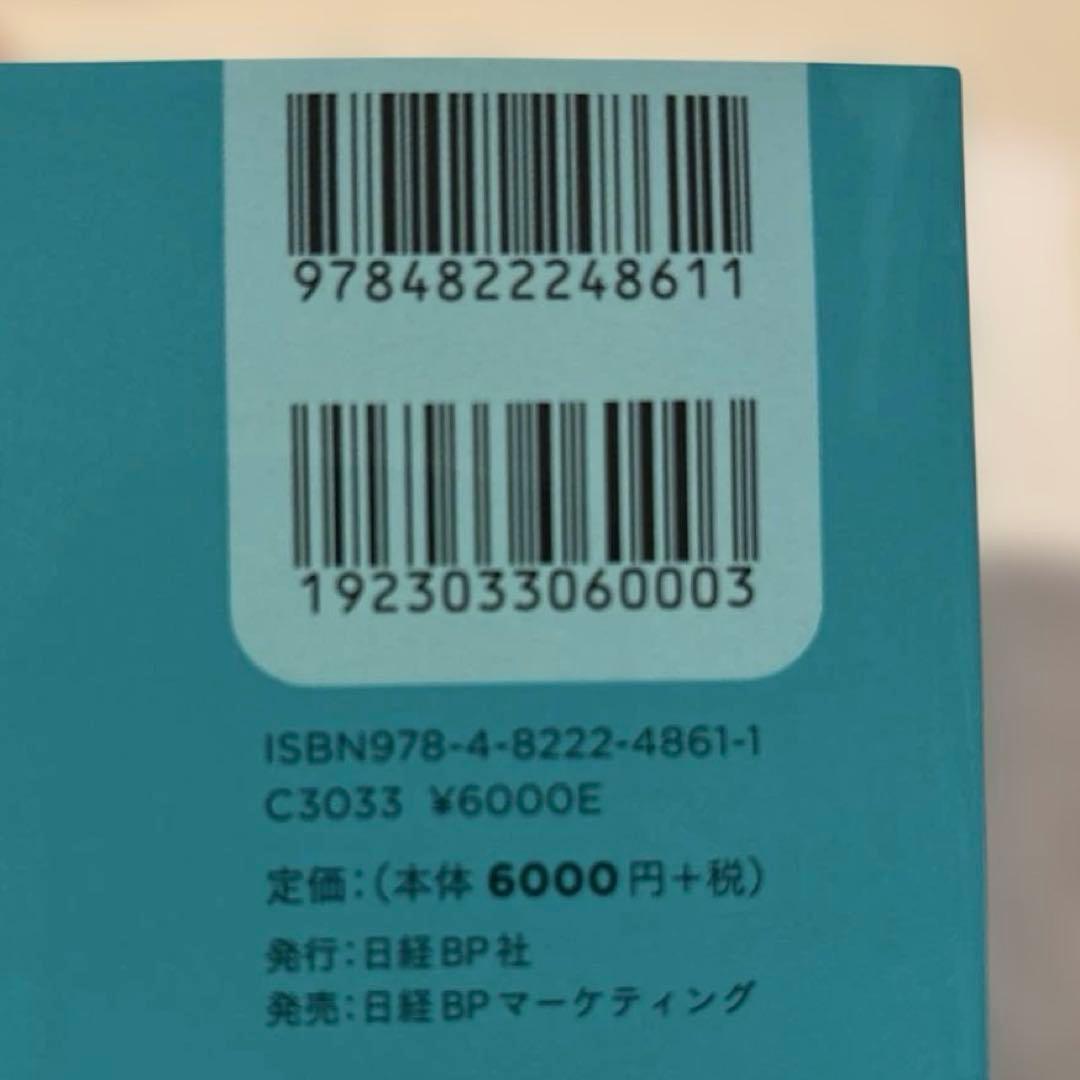 9784822248611
1923033060003
ISBN978-4-8222-4861-1
C3033 ¥6000E
定価：（本体 6000円＋税）
発行：日経BP社
発売：日経BPマーケティング